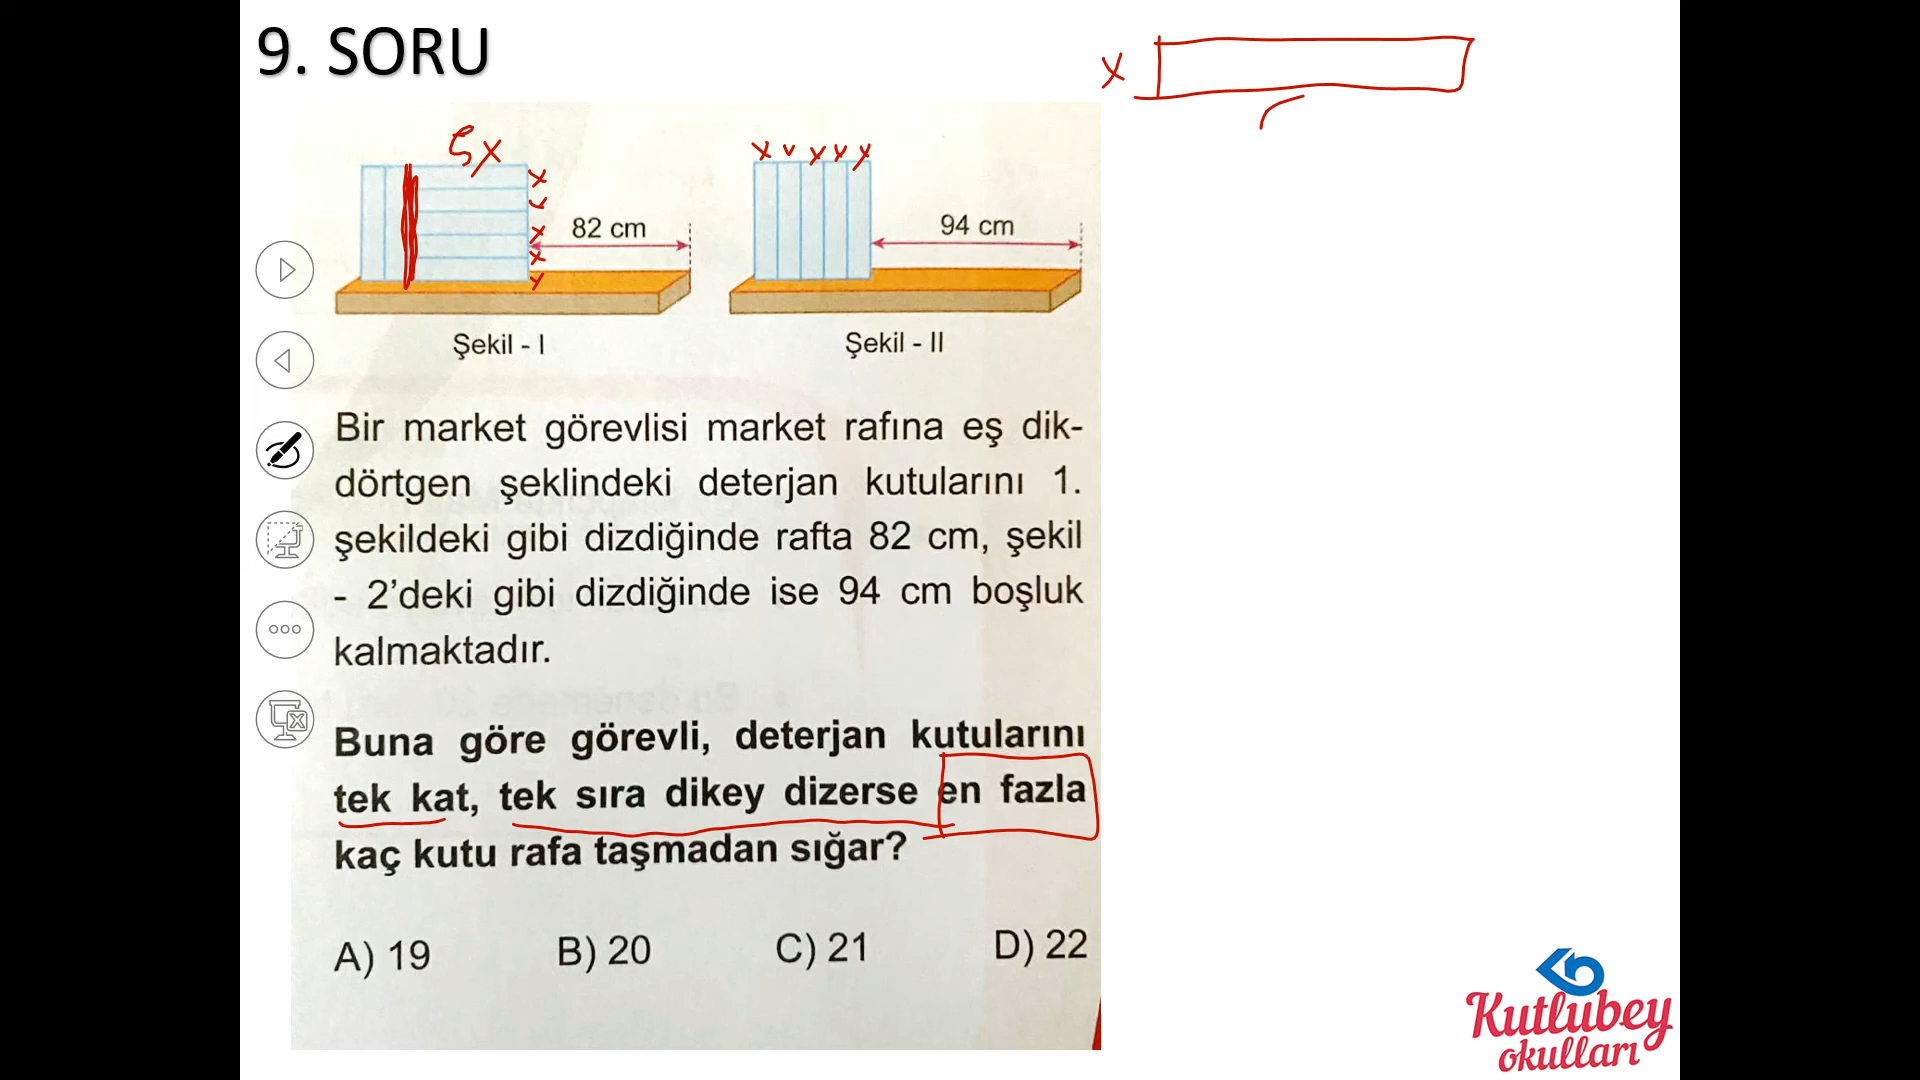 9. SORU
x
5x
x
x
x
x
x
82 cm
x v x x x
94 cm
Şekil - I
Şekil - II
Bir market görevlisi market rafına eş dik-
dörtgen şeklindeki deterjan kutularını 1.
şekildeki gibi dizdiğinde rafta 82 cm, şekil
- 2’deki gibi dizdiğinde ise 94 cm boşluk
kalmaktadır.
Buna göre görevli, deterjan kutularını
tek kat, tek sıra dikey dizerse en fazla
kaç kutu rafa taşmadan sığar?
A) 19 B) 20 C) 21 D) 22
Kutlubey
okulları